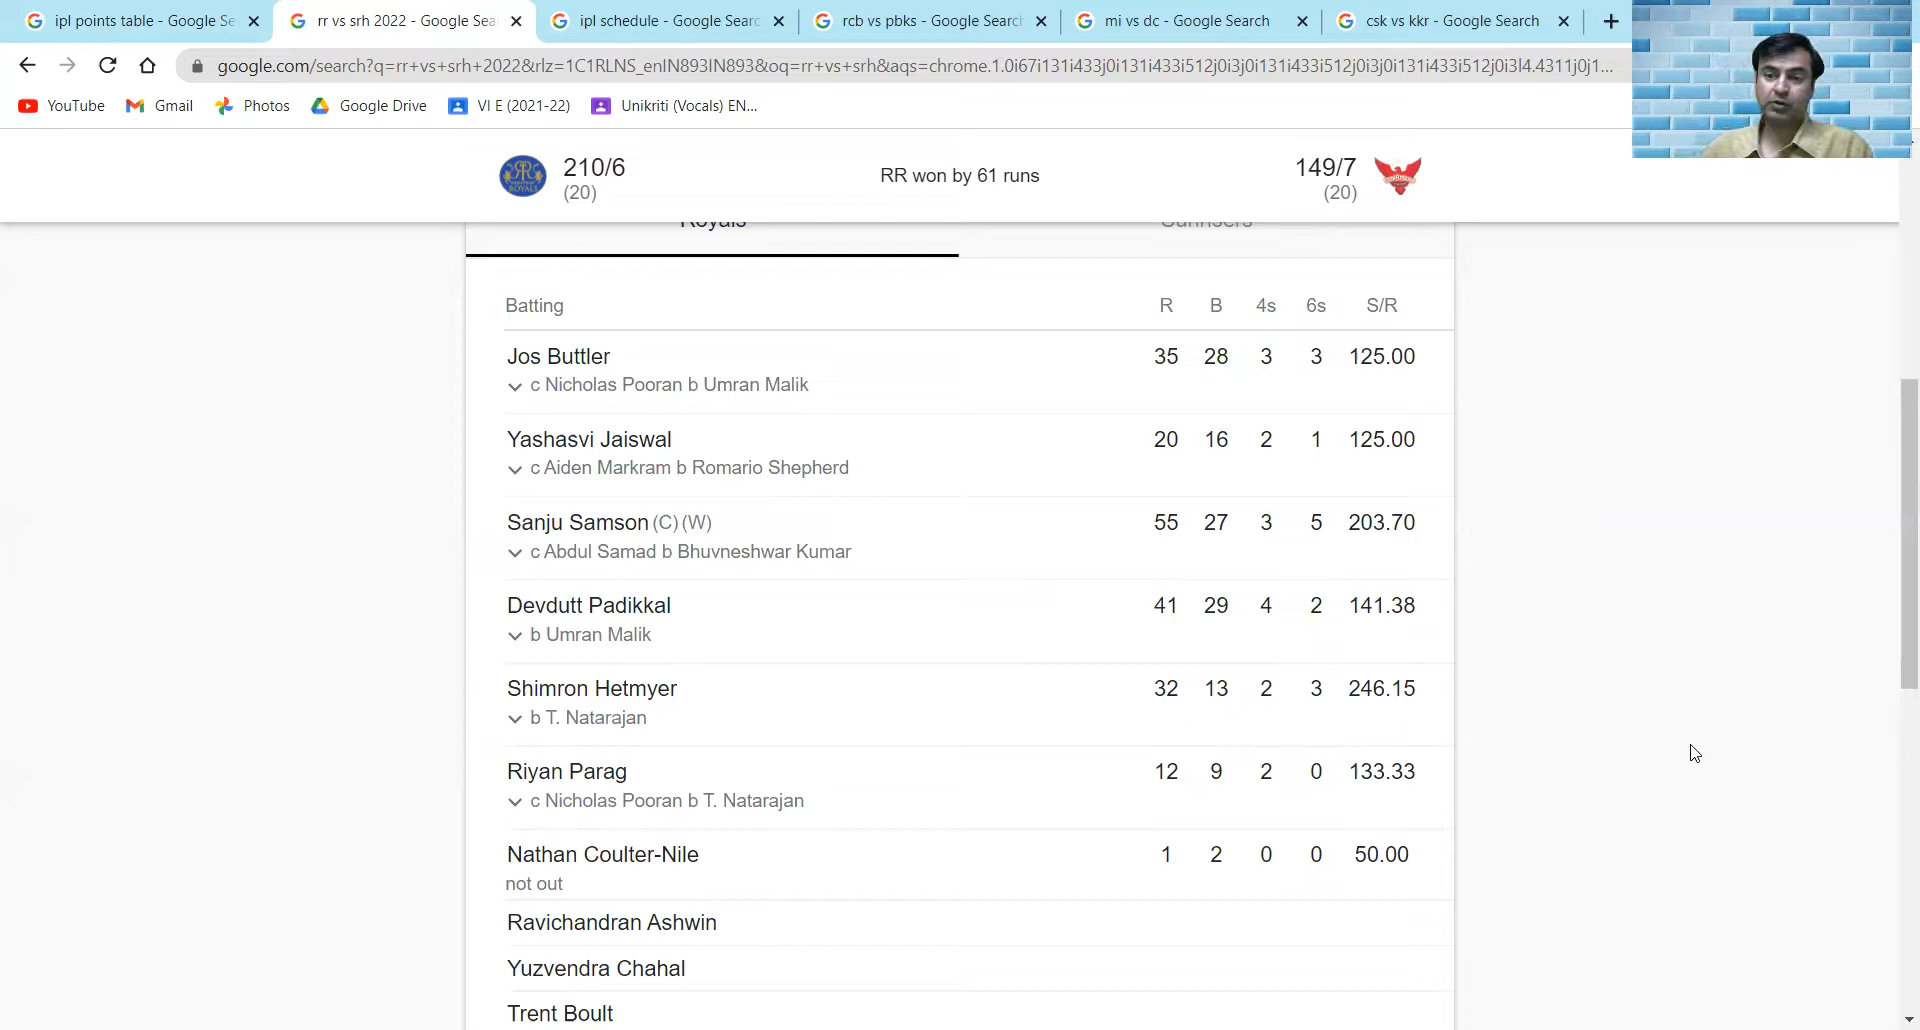 ipl points table - Google Se
rr vs srh 2022 - Google Sea
ipl schedule - Google Searc
rcb vs pbks - Google Search
mi vs dc - Google Search
csk vs kkr - Google Search
google.com/search?q=rr+vs+srh+2022&rlz=1C1RLNS_enIN893IN893&oq=rr+vs+srh&aqs=chrome.1.0i67i131i433j0i131i433i512j0i3j0i131i433i512j0i3j0i131i433i512j0i3l4.4311j0j1...
YouTube
Gmail
Photos
Google Drive
VI E (2021-22)
Unikriti (Vocals) EN...
210/6
(20)
RR won by 61 runs
149/7
(20)
Royals
Sunrisers
Batting R B 4s 6s S/R
Jos Buttler 35 28 3 3 125.00
c Nicholas Pooran b Umran Malik
Yashasvi Jaiswal 20 16 2 1 125.00
c Aiden Markram b Romario Shepherd
Sanju Samson (C) (W) 55 27 3 5 203.70
c Abdul Samad b Bhuvneshwar Kumar
Devdutt Padikkal 41 29 4 2 141.38
b Umran Malik
Shimron Hetmyer 32 13 2 3 246.15
b T. Natarajan
Riyan Parag 12 9 2 0 133.33
c Nicholas Pooran b T. Natarajan
Nathan Coulter-Nile 1 2 0 0 50.00
not out
Ravichandran Ashwin
Yuzvendra Chahal
Trent Boult